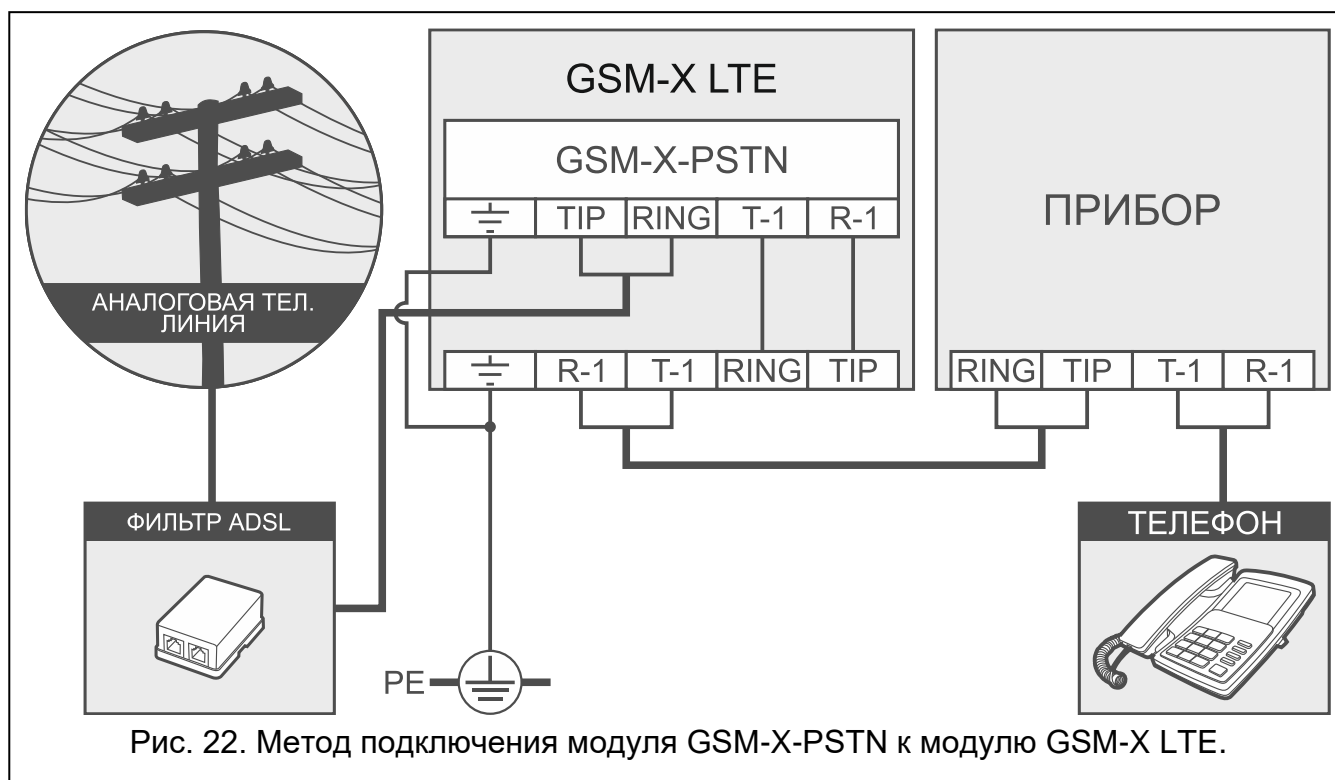 АНАЛОГОВАЯ ТЕЛ.
ЛИНИЯ
GSM-X LTE
GSM-X-PSTN
TIP RING T-1 R-1
R-1 T-1 RING TIP
ПРИБОР
RING TIP T-1 R-1
ФИЛЬТР ADSL
PE
ТЕЛЕФОН
Рис. 22. Метод подключения модуля GSM-X-PSTN к модулю GSM-X LTE.